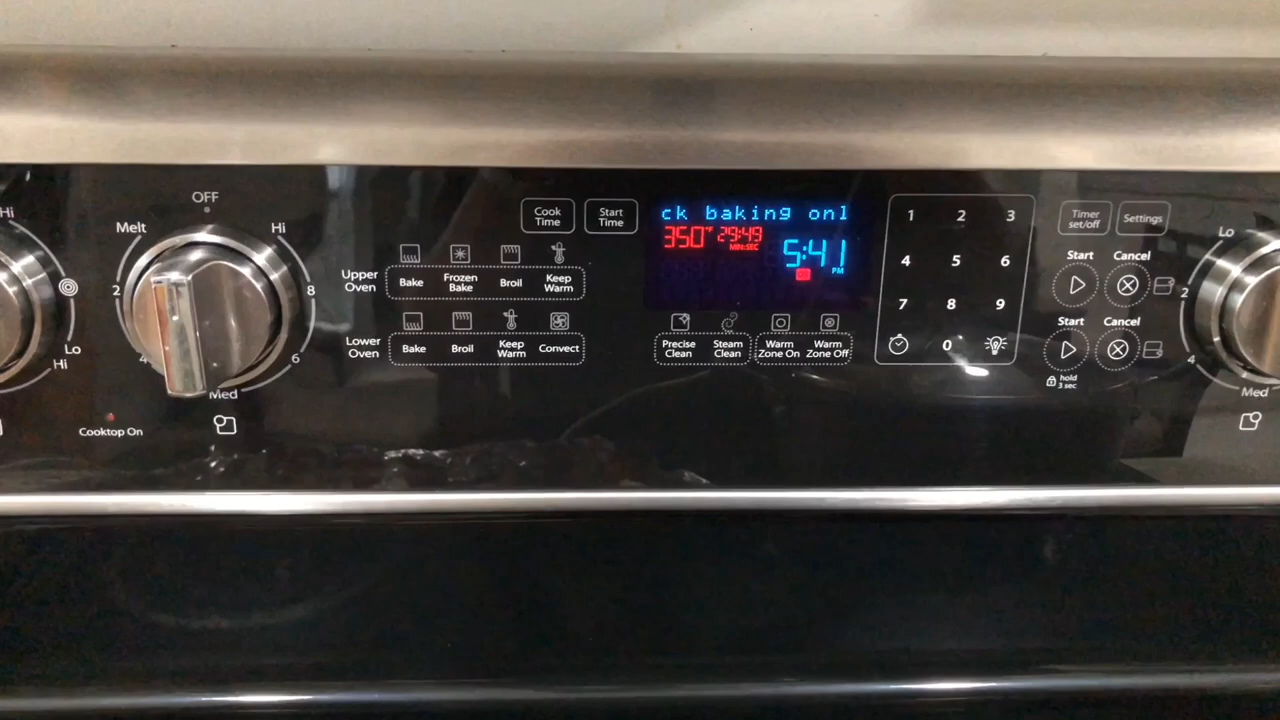 Hi
Lo
Hi
OFF
Melt
Hi
2
8
4
6
Med
Cooktop On
Cook Time
Start Time
Upper Oven
Bake
Frozen Bake
Broil
Keep Warm
Lower Oven
Bake
Broil
Keep Warm
Convect
ck baking onl
350°F 29:49
MIN:SEC
5:41
PM
Precise Clean
Steam Clean
Warm Zone On
Warm Zone Off
1 2 3
4 5 6
7 8 9
0
Timer set/off
Settings
Start
Cancel
Start
Cancel
hold 3 sec
Lo
2
4
Med